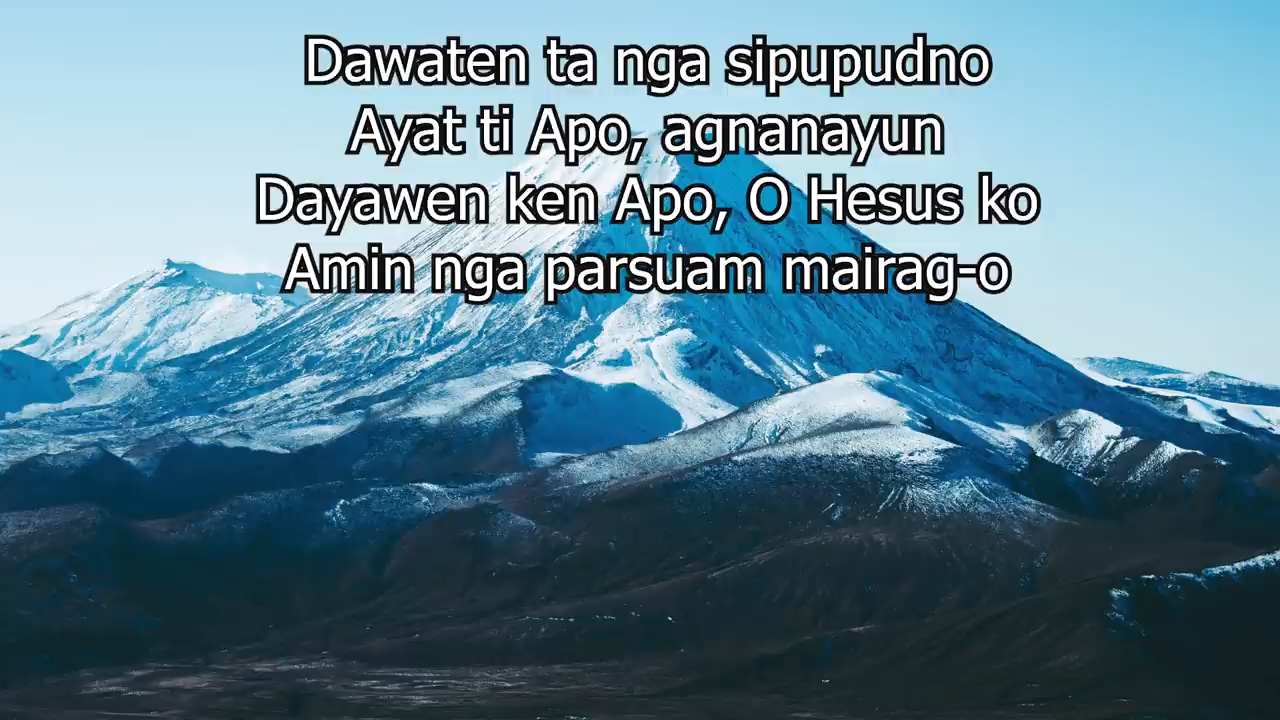 Dawaten ta nga sipupudno
Ayat ti Apo, agnanayun
Dayawen ken Apo, O Hesus ko
Amin nga parsuam mairag-o